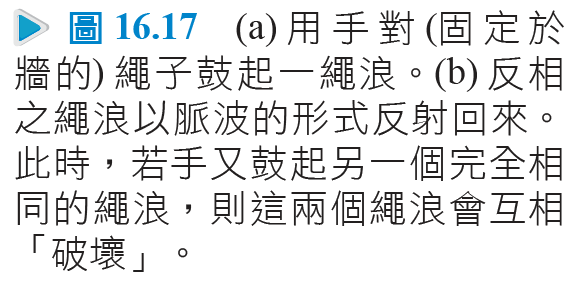 圖 16.17 (a) 用手對 (固定於
牆的) 繩子鼓起一繩浪。(b) 反相
之繩浪以脈波的形式反射回來。
此時，若手又鼓起另一個完全相
同的繩浪，則這兩個繩浪會互相
「破壞」。